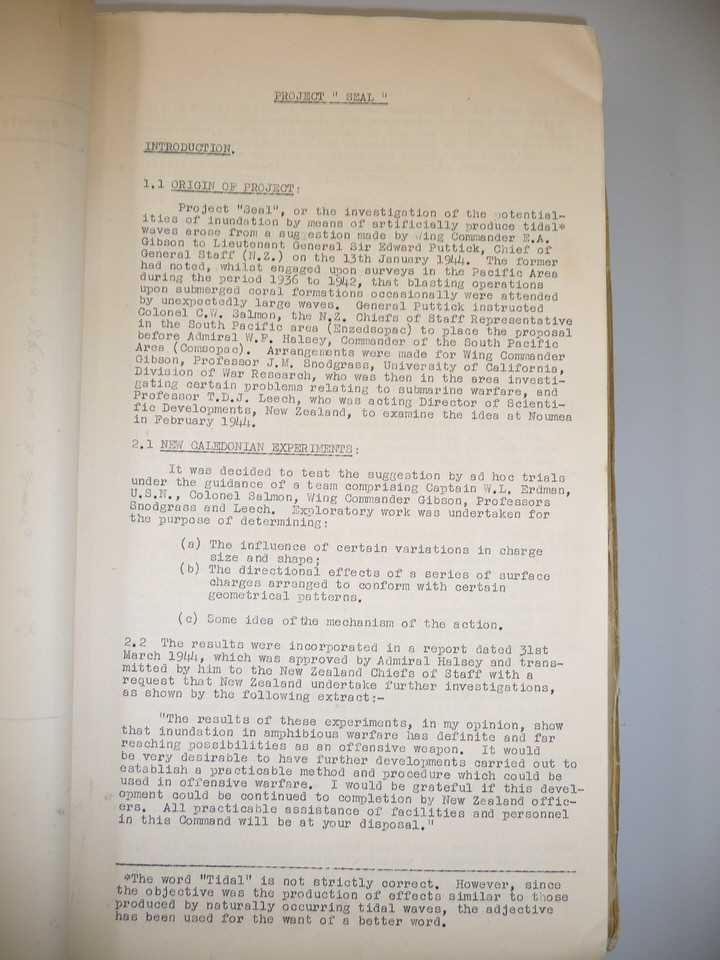 PROJECT " SEAL "
INTRODUCTION.
1.1 ORIGIN OF PROJECT:
Project "Seal", or the investigation of the potential-
ities of inundation by means of artificially produce tidal*
waves arose from a suggestion made by Wing Commander E.A.
Gibson to Lieutenant General Sir Edward Puttick, Chief of
General Staff (N.Z.) on the 13th January 1944. The former
had noted, whilst engaged upon surveys in the Pacific Area
during the period 1936 to 1942, that blasting operations
upon submerged coral formations occasionally were attended
by unexpectedly large waves. General Puttick instructed
Colonel C.W. Salmon, the N.Z. Chiefs of Staff Representative
in the South Pacific area (Enzedsopac) to place the proposal
before Admiral W.F. Halsey, Commander of the South Pacific
Area (Comsopac). Arrangements were made for Wing Commander
Gibson, Professor J.M. Snodgrass, University of California,
Division of War Research, who was then in the area investi-
gating certain problems relating to submarine warfare, and
Professor T.D.J. Leech, who was acting Director of Scienti-
fic Developments, New Zealand, to examine the idea at Noumea
in February 1944.
2.1 NEW CALEDONIAN EXPERIMENTS:
It was decided to test the suggestion by ad hoc trials
under the guidance of a team comprising Captain W.L. Erdman,
U.S.N., Colonel Salmon, Wing Commander Gibson, Professors
Snodgrass and Leech. Exploratory work was undertaken for
the purpose of determining:
(a) The influence of certain variations in charge
size and shape;
(b) The directional effects of a series of surface
charges arranged to conform with certain
geometrical patterns.
(c) Some idea of the mechanism of the action.
2.2 The results were incorporated in a report dated 31st
March 1944, which was approved by Admiral Halsey and trans-
mitted by him to the New Zealand Chiefs of Staff with a
request that New Zealand undertake further investigations,
as shown by the following extract:-
"The results of these experiments, in my opinion, show
that inundation in amphibious warfare has definite and far
reaching possibilities as an offensive weapon. It would
be very desirable to have further developments carried out to
establish a practicable method and procedure which could be
used in offensive warfare. I would be grateful if this devel-
opment could be continued to completion by New Zealand offic-
ers. All practicable assistance of facilities and personnel
in this Command will be at your disposal."
*The word "Tidal" is not strictly correct. However, since
the objective was the production of effects similar to those
produced by naturally occurring tidal waves, the adjective
has been used for the want of a better word.